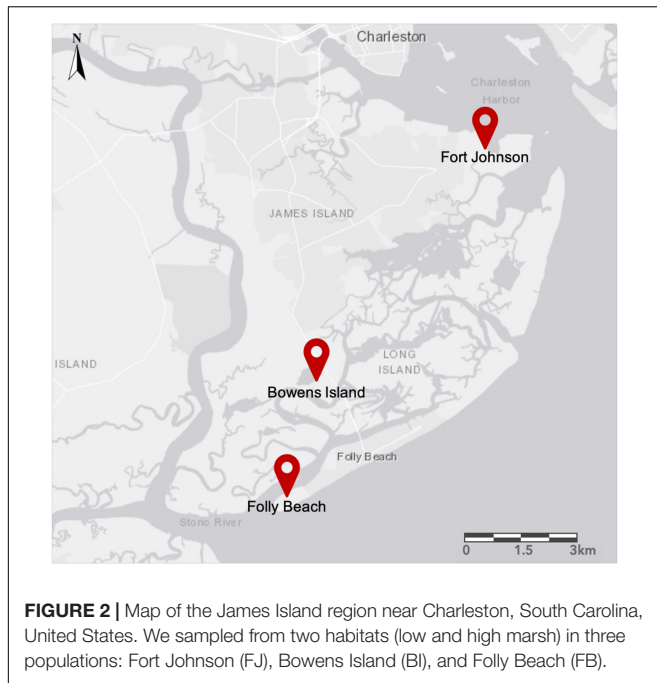 Charleston
N
Charleston
Harbor
Fort Johnson
JAMES ISLAND
LONG
ISLAND
ISLAND
Bowens Island
Folly Beach
Folly Beach
Stono River
0 1.5 3km
FIGURE 2 | Map of the James Island region near Charleston, South Carolina,
United States. We sampled from two habitats (low and high marsh) in three
populations: Fort Johnson (FJ), Bowens Island (BI), and Folly Beach (FB).